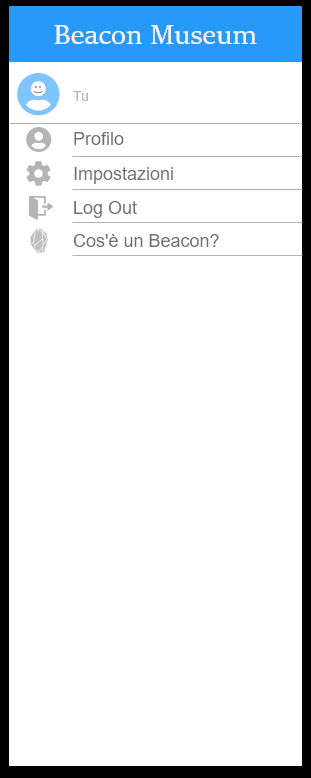 Beacon Museum
Tu
Profilo
Impostazioni
Log Out
Cos'è un Beacon?